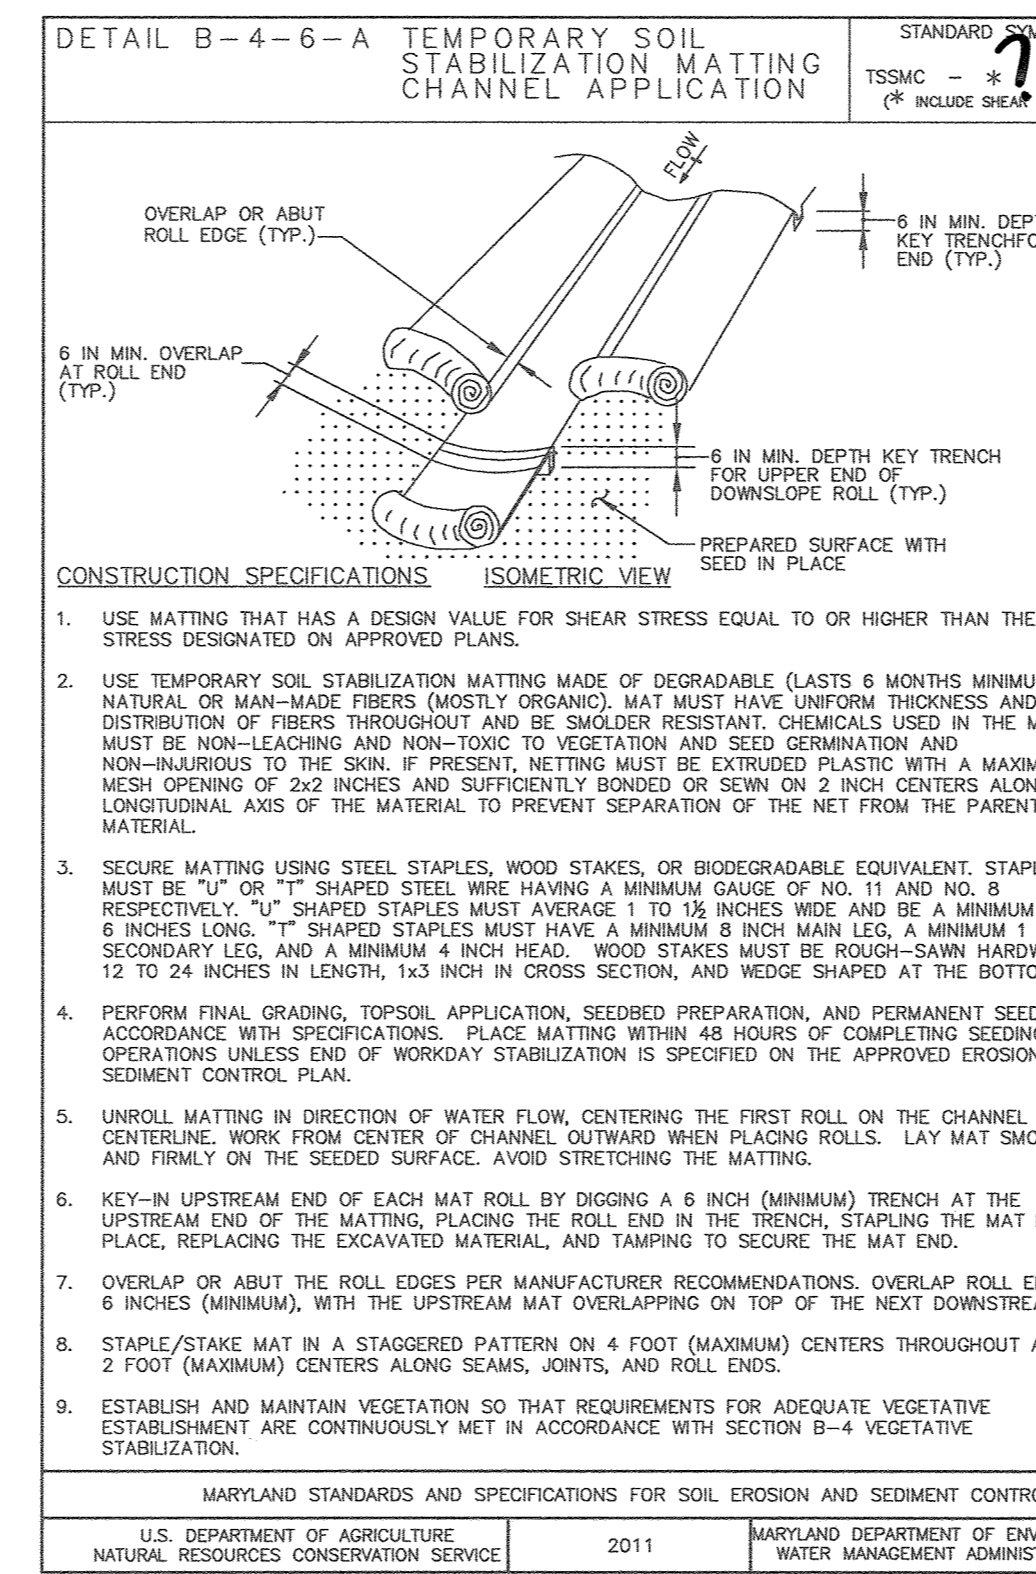 DETAIL B-4-6-A TEMPORARY SOIL
STABILIZATION MATTING
CHANNEL APPLICATION
STANDARD
TSSMC - *
(* INCLUDE SHEAR
?
FLOW
OVERLAP OR ABUT
ROLL EDGE (TYP.)
6 IN MIN.
KEY
END (TYP.)
6 IN MIN. OVERLAP
AT ROLL END
(TYP.)
6 IN MIN. DEPTH KEY TRENCH
FOR UPPER END OF
DOWNSLOPE ROLL (TYP.)
PREPARED SURFACE WITH
SEED IN PLACE
CONSTRUCTION SPECIFICATIONS ISOMETRIC VIEW
1. USE MATTING THAT HAS A DESIGN VALUE FOR SHEAR STRESS EQUAL TO OR HIGHER THAN THE
STRESS DESIGNATED ON APPROVED PLANS.
2. USE TEMPORARY SOIL STABILIZATION MATTING MADE OF DEGRADABLE (LASTS 6 MONTHS
NATURAL OR MAN-MADE FIBERS (MOSTLY ORGANIC). MAT MUST HAVE UNIFORM THICKNESS AND
DISTRIBUTION OF FIBERS THROUGHOUT AND BE SMOLDER RESISTANT. CHEMICALS USED IN THE
MUST BE NON-LEACHING AND NON-TOXIC TO VEGETATION AND SEED GERMINATION AND
NON-INJURIOUS TO THE SKIN. IF PRESENT, NETTING MUST BE EXTRUDED PLASTIC WITH A
MESH OPENING OF 2x2 INCHES AND SUFFICIENTLY BONDED OR SEWN ON 2 INCH CENTERS
LONGITUDINAL AXIS OF THE MATERIAL TO PREVENT SEPARATION OF THE NET FROM THE PARENT
MATERIAL.
3. SECURE MATTING USING STEEL STAPLES, WOOD STAKES, OR BIODEGRADABLE EQUIVALENT.
MUST BE "U" OR "T" SHAPED STEEL WIRE HAVING A MINIMUM GAUGE OF NO. 11 AND NO. 8
RESPECTIVELY. "U" SHAPED STAPLES MUST AVERAGE 1 TO 1½ INCHES WIDE AND BE A MINIMUM
6 INCHES LONG. "T" SHAPED STAPLES MUST HAVE A MINIMUM 8 INCH MAIN LEG, A MINIMUM 1
SECONDARY LEG, AND A MINIMUM 4 INCH HEAD. WOOD STAKES MUST BE ROUGH-SAWN
12 TO 24 INCHES IN LENGTH, 1x3 INCH IN CROSS SECTION, AND WEDGE SHAPED AT THE
4. PERFORM FINAL GRADING, TOPSOIL APPLICATION, SEEDBED PREPARATION, AND PERMANENT
ACCORDANCE WITH SPECIFICATIONS. PLACE MATTING WITHIN 48 HOURS OF COMPLETING SEEDING
OPERATIONS UNLESS END OF WORKDAY STABILIZATION IS SPECIFIED ON THE APPROVED EROSION
SEDIMENT CONTROL PLAN.
5. UNROLL MATTING IN DIRECTION OF WATER FLOW, CENTERING THE FIRST ROLL ON THE CHANNEL
CENTERLINE. WORK FROM CENTER OF CHANNEL OUTWARD WHEN PLACING ROLLS. LAY MAT
AND FIRMLY ON THE SEEDED SURFACE. AVOID STRETCHING THE MATTING.
6. KEY-IN UPSTREAM END OF EACH MAT ROLL BY DIGGING A 6 INCH (MINIMUM) TRENCH AT THE
UPSTREAM END OF THE MATTING, PLACING THE ROLL END IN THE TRENCH, STAPLING THE MAT
PLACE, REPLACING THE EXCAVATED MATERIAL, AND TAMPING TO SECURE THE MAT END.
7. OVERLAP OR ABUT THE ROLL EDGES PER MANUFACTURER RECOMMENDATIONS. OVERLAP ROLL
6 INCHES (MINIMUM), WITH THE UPSTREAM MAT OVERLAPPING ON TOP OF THE NEXT
8. STAPLE/STAKE MAT IN A STAGGERED PATTERN ON 4 FOOT (MAXIMUM) CENTERS THROUGHOUT
2 FOOT (MAXIMUM) CENTERS ALONG SEAMS, JOINTS, AND ROLL ENDS.
9. ESTABLISH AND MAINTAIN VEGETATION SO THAT REQUIREMENTS FOR ADEQUATE VEGETATIVE
ESTABLISHMENT ARE CONTINUOUSLY MET IN ACCORDANCE WITH SECTION B-4 VEGETATIVE
STABILIZATION.
MARYLAND STANDARDS AND SPECIFICATIONS FOR SOIL EROSION AND SEDIMENT
U.S. DEPARTMENT OF AGRICULTURE
NATURAL RESOURCES CONSERVATION SERVICE
2011
MARYLAND DEPARTMENT OF
WATER MANAGEMENT